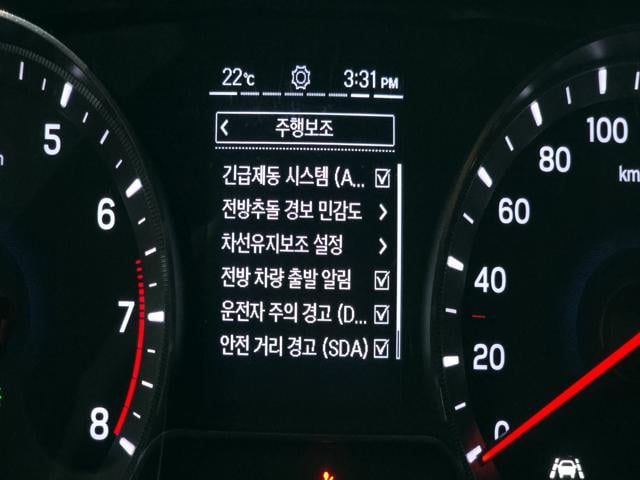 22℃ 3:31 PM
주행보조
긴급제동 시스템 (A...
전방추돌 경보 민감도
차선유지보조 설정
전방 차량 출발 알림
운전자 주의 경고 (D...
안전 거리 경고 (SDA)
5
6
7
8
100
80
km
60
40
20
0